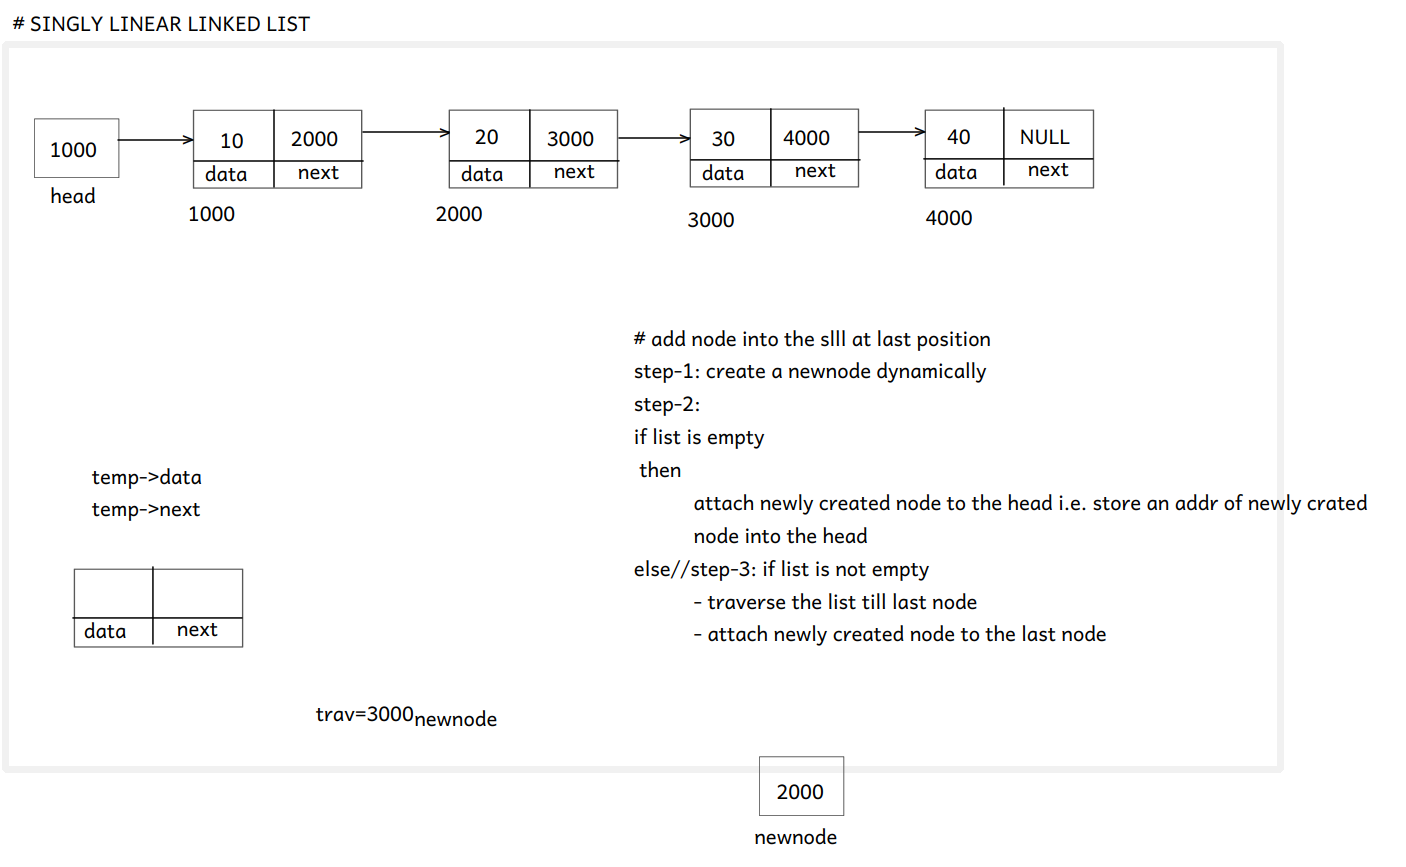 # SINGLY LINEAR LINKED LIST
1000
head
10 2000
data next
1000
20 3000
data next
2000
30 4000
data next
3000
40 NULL
data next
4000
# add node into the slll at last position
step-1: create a newnode dynamically
step-2:
if list is empty
then
attach newly created node to the head i.e. store an addr of newly crated
node into the head
else//step-3: if list is not empty
- traverse the list till last node
- attach newly created node to the last node
temp->data
temp->next
data next
trav=3000
newnode
2000
newnode